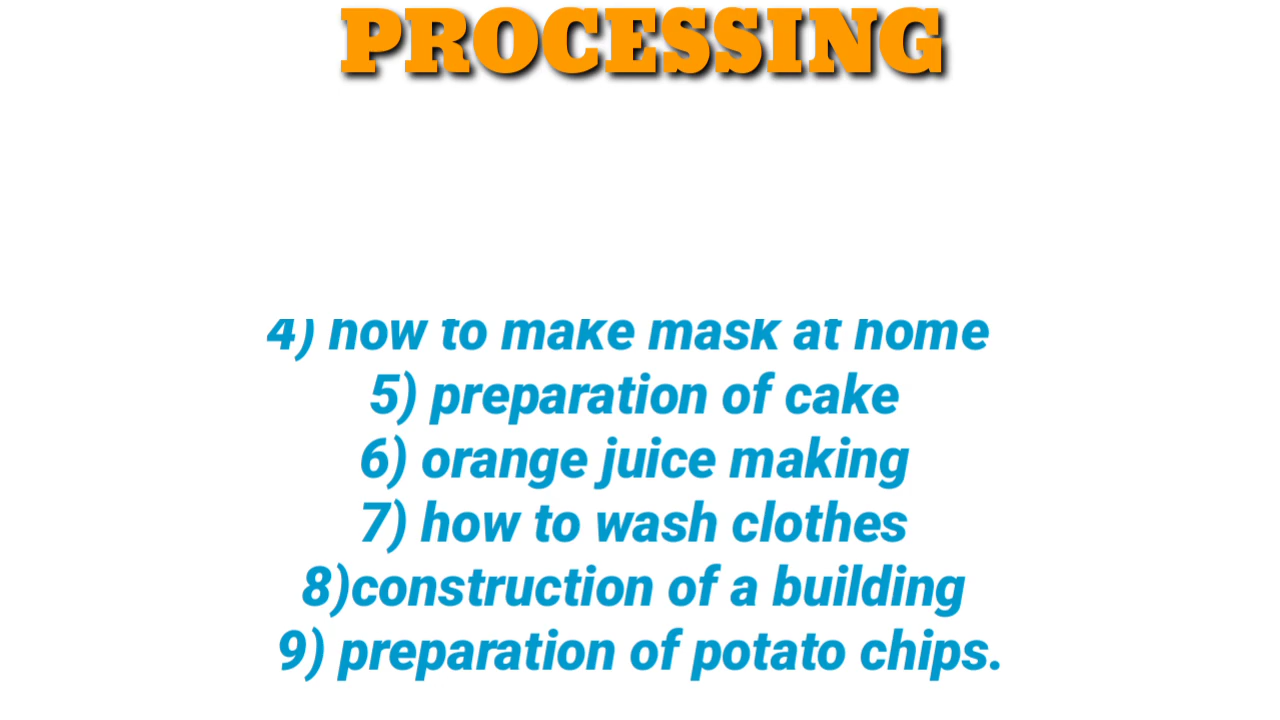 PROCESSING
4) how to make mask at home
5) preparation of cake
6) orange juice making
7) how to wash clothes
8)construction of a building
9) preparation of potato chips.